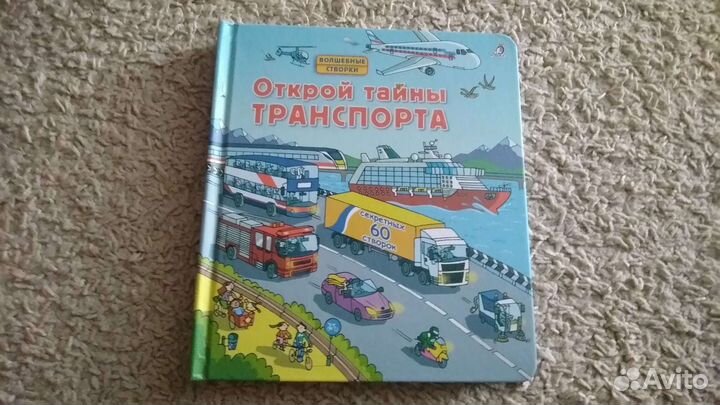 ВОЛШЕБНЫЕ
СТВОРКИ
Открой тайны
ТРАНСПОРТА
секретных
60
створок
Avito